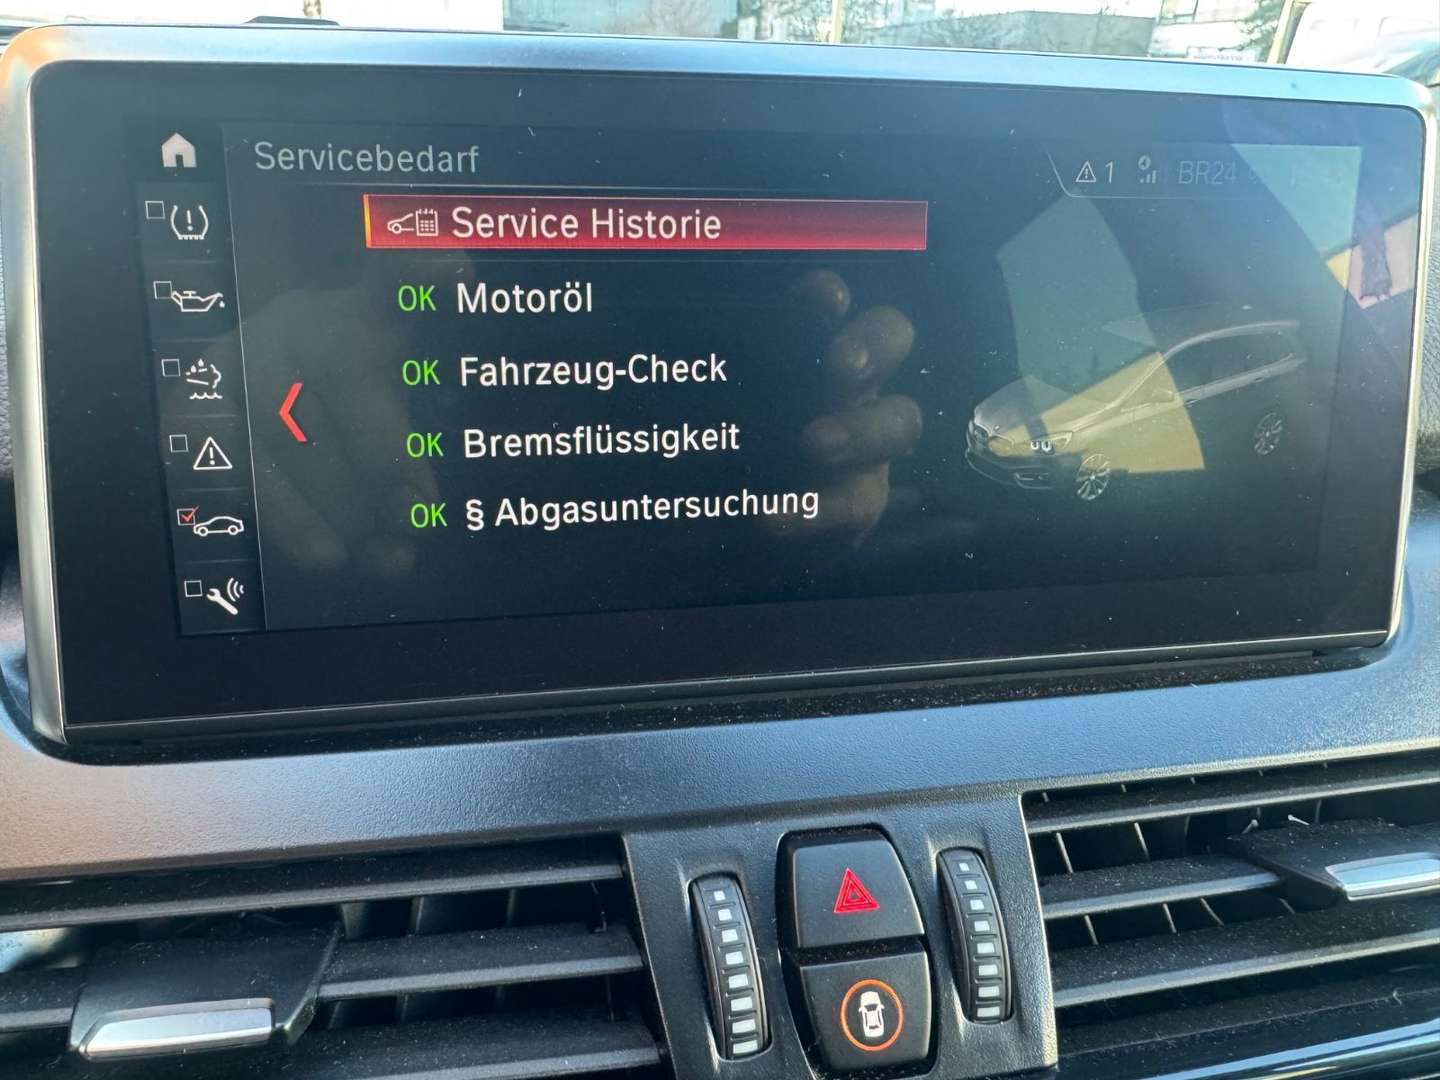 Servicebedarf
1 BR24
Service Historie
OK Motoröl
OK Fahrzeug-Check
OK Bremsflüssigkeit
OK § Abgasuntersuchung